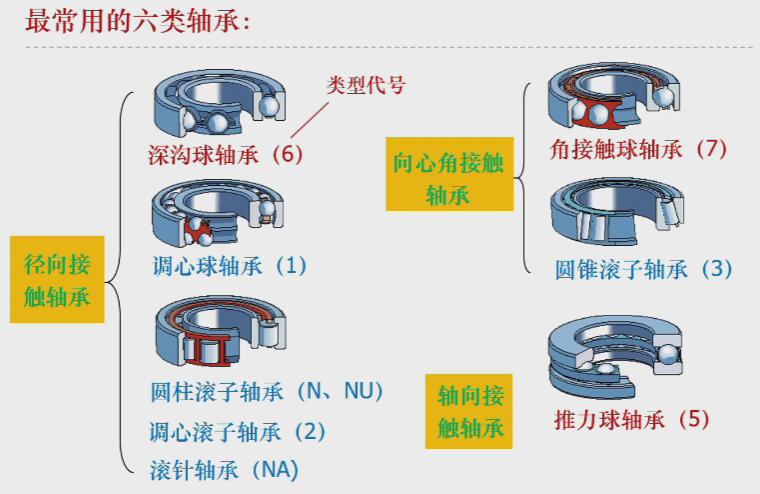 最常用的六类轴承:
类型代号
深沟球轴承 (6)
调心球轴承 (1)
径向接
触轴承
圆柱滚子轴承 (N、NU)
调心滚子轴承 (2)
滚针轴承 (NA)
向心角接触
轴承
角接触球轴承 (7)
圆锥滚子轴承 (3)
轴向接
触轴承
推力球轴承 (5)